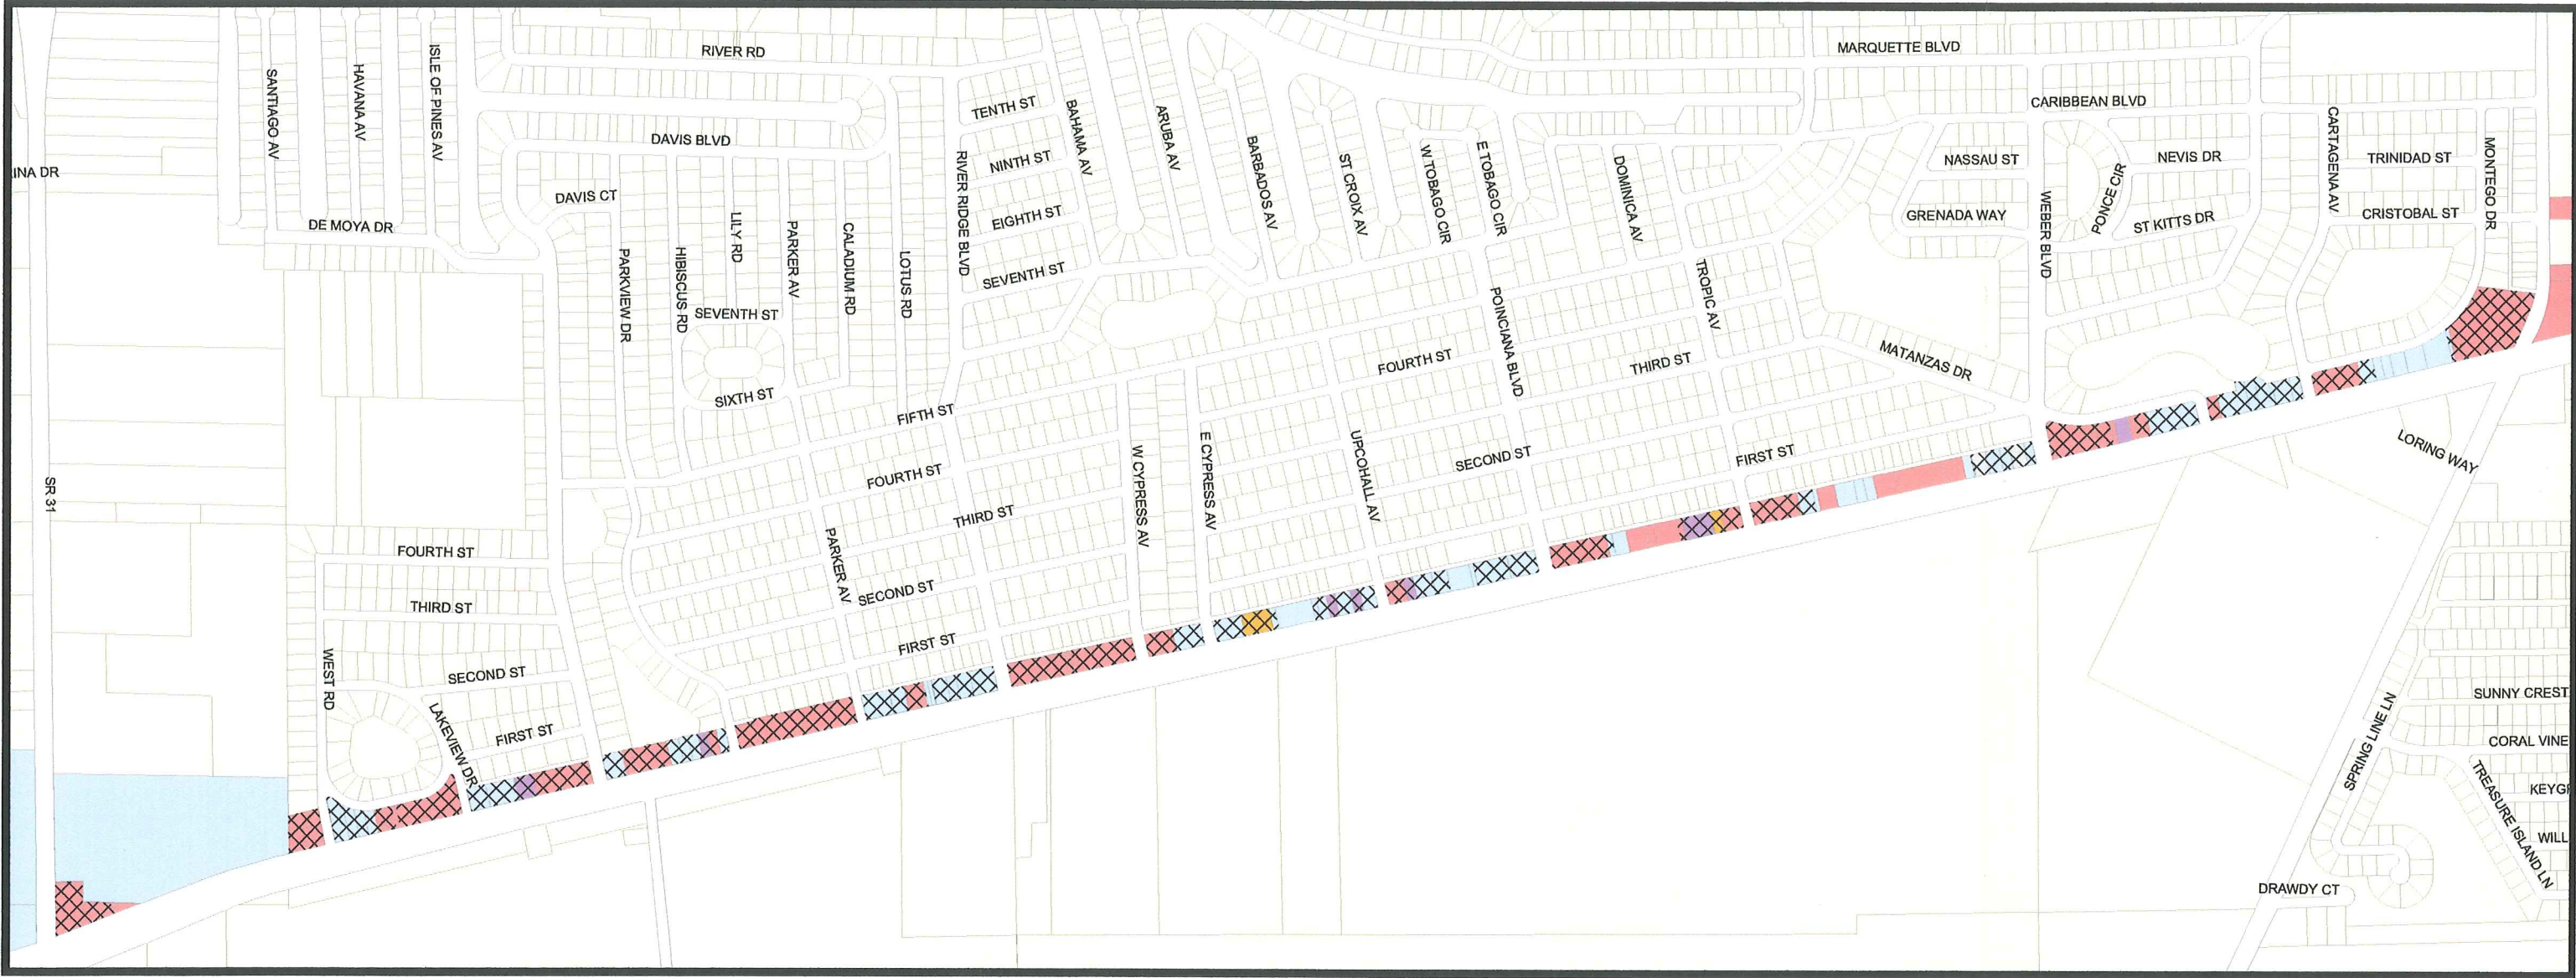 RIVER RD
MARQUETTE BLVD
SANTIAGO AV
HAVANA AV
ISLE OF PINES AV
TENTH ST
BAHAMA AV
ARUBA AV
CARIBBEAN BLVD
DAVIS BLVD
BARBADOS AV
ST CROIX AV
W TOBAGO CIR
E TOBAGO CIR
DOMINICA AV
CARTAGENA AV
MONTEGO DR
INA DR
NINTH ST
RIVER RIDGE BLVD
NASSAU ST
NEVIS DR
TRINIDAD ST
PONCE CIR
DAVIS CT
DE MOYA DR
LILY RD
PARKER AV
CALADIUM RD
EIGHTH ST
GRENADA WAY
WEBER BLVD
ST KITTS DR
CRISTOBAL ST
PARKVIEW DR
HIBISCUS RD
LOTUS RD
SEVENTH ST
SEVENTH ST
POINCIANA BLVD
TROPIC AV
FOURTH ST
THIRD ST
MATANZAS DR
SIXTH ST
FIFTH ST
W CYPRESS AV
E CYPRESS AV
UPCOHALL AV
SECOND ST
FIRST ST
LORING WAY
SR 31
FOURTH ST
THIRD ST
FOURTH ST
PARKER AV
SECOND ST
THIRD ST
FIRST ST
WEST RD
SECOND ST
LAKEVIEW DR
FIRST ST
SPRING LINE LN
SUNNY CREST
CORAL VINE
TREASURE ISLAND LN
KEYG
WILL
DRAWDY CT